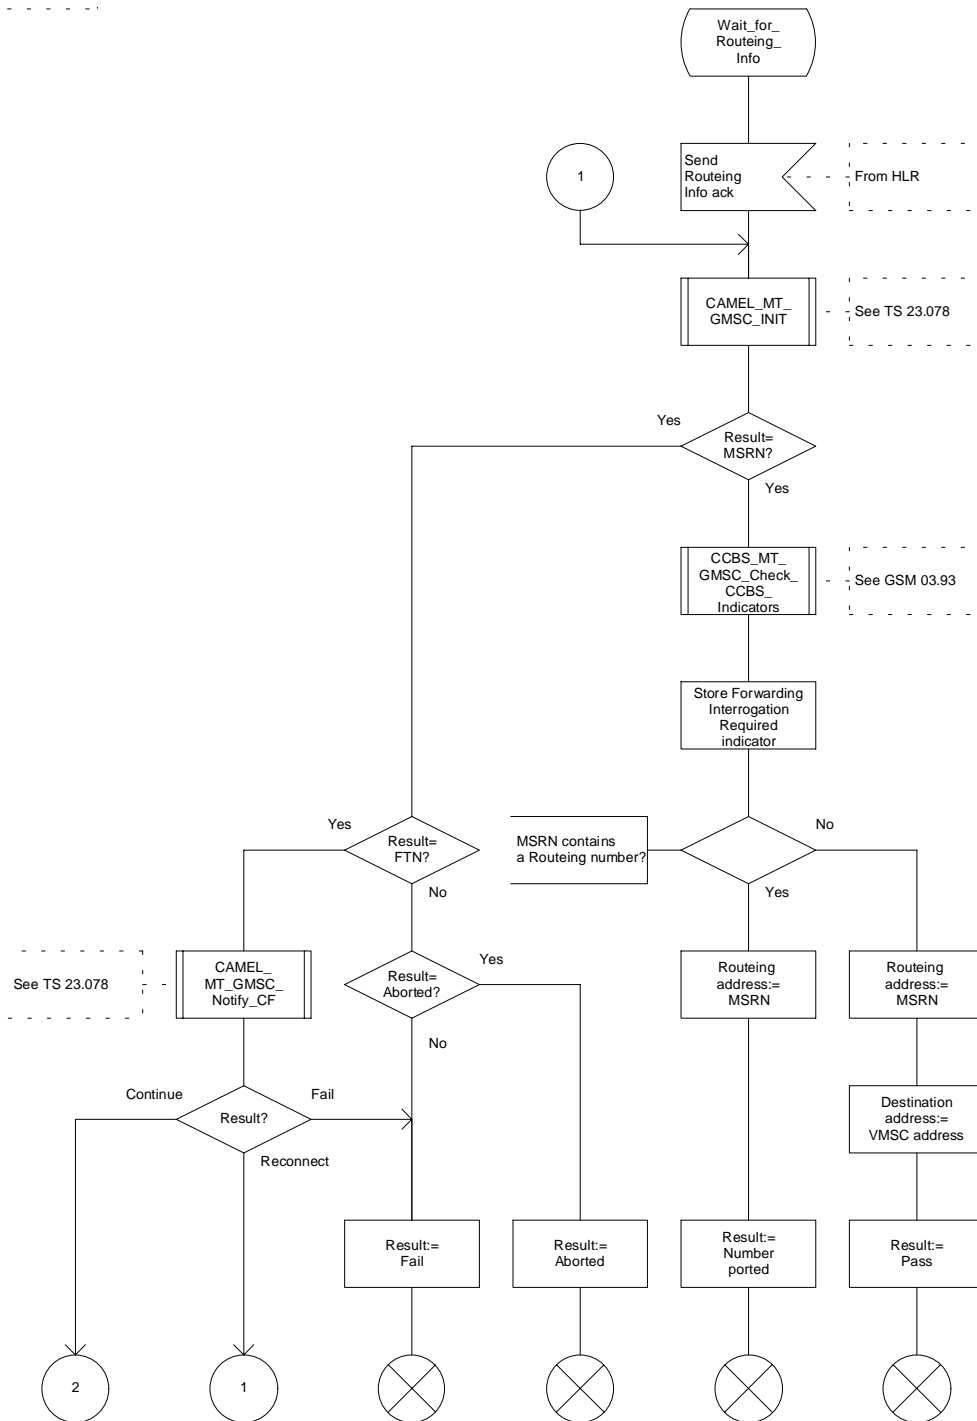 Wait_for_
Routeing_
Info
1
Send
Routeing
Info ack
From HLR
CAMEL_MT_
GMSC_INIT
See TS 23.078
Yes
Result=
MSRN?
Yes
CCBS_MT_
GMSC_Check_
CCBS_
Indicators
See GSM 03.93
Store Forwarding
Interrogation
Required
indicator
Yes
Result=
FTN?
No
MSRN contains
a Routeing number?
No
Yes
See TS 23.078
CAMEL_
MT_GMSC_
Notify_CF
Result=
Aborted?
Yes
No
Routeing
address:=
MSRN
Routeing
address:=
MSRN
Continue
Result?
Fail
Reconnect
Destination
address:=
VMSC address
Result:=
Fail
Result:=
Aborted
Result:=
Number
ported
Result:=
Pass
2
1